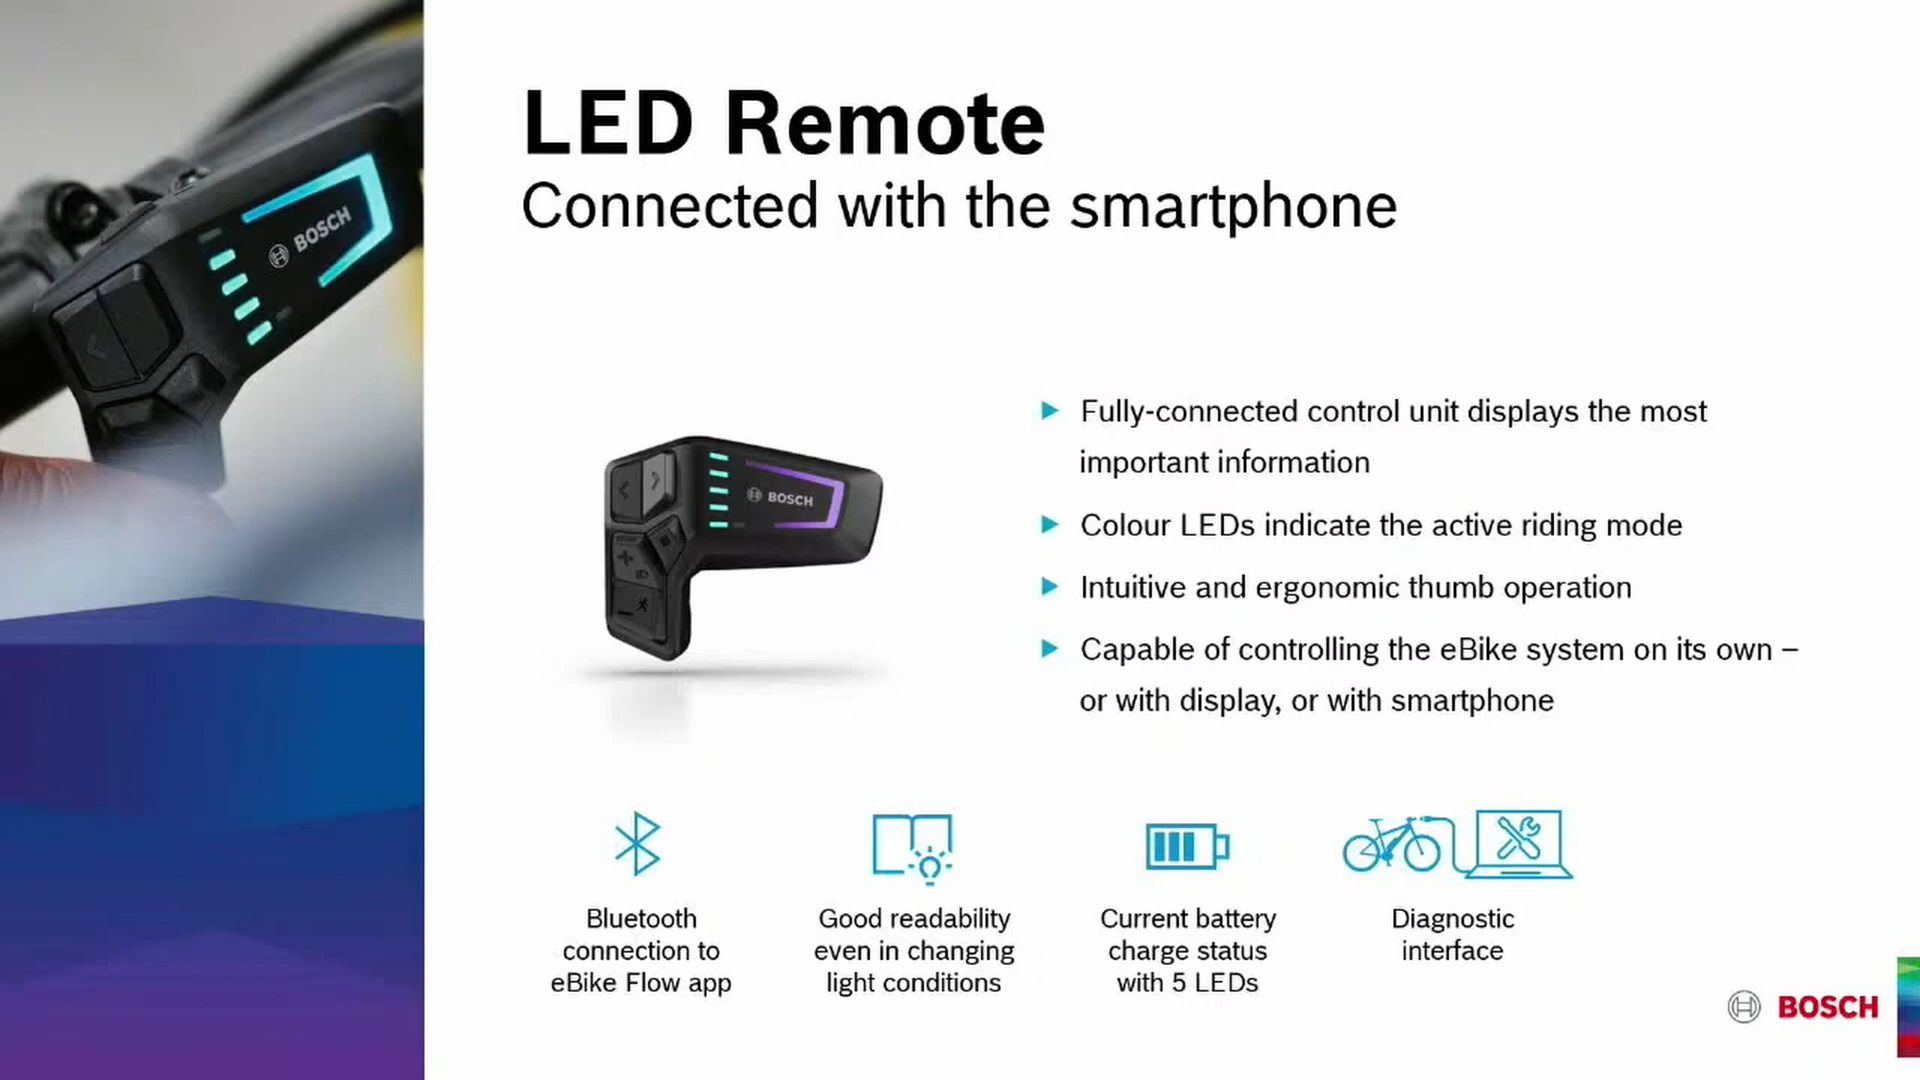 LED Remote
Connected with the smartphone
BOSCH
BOSCH
Fully-connected control unit displays the most
important information
Colour LEDs indicate the active riding mode
Intuitive and ergonomic thumb operation
Capable of controlling the eBike system on its own –
or with display, or with smartphone
Bluetooth
connection to
eBike Flow app
Good readability
even in changing
light conditions
Current battery
charge status
with 5 LEDs
Diagnostic
interface
BOSCH